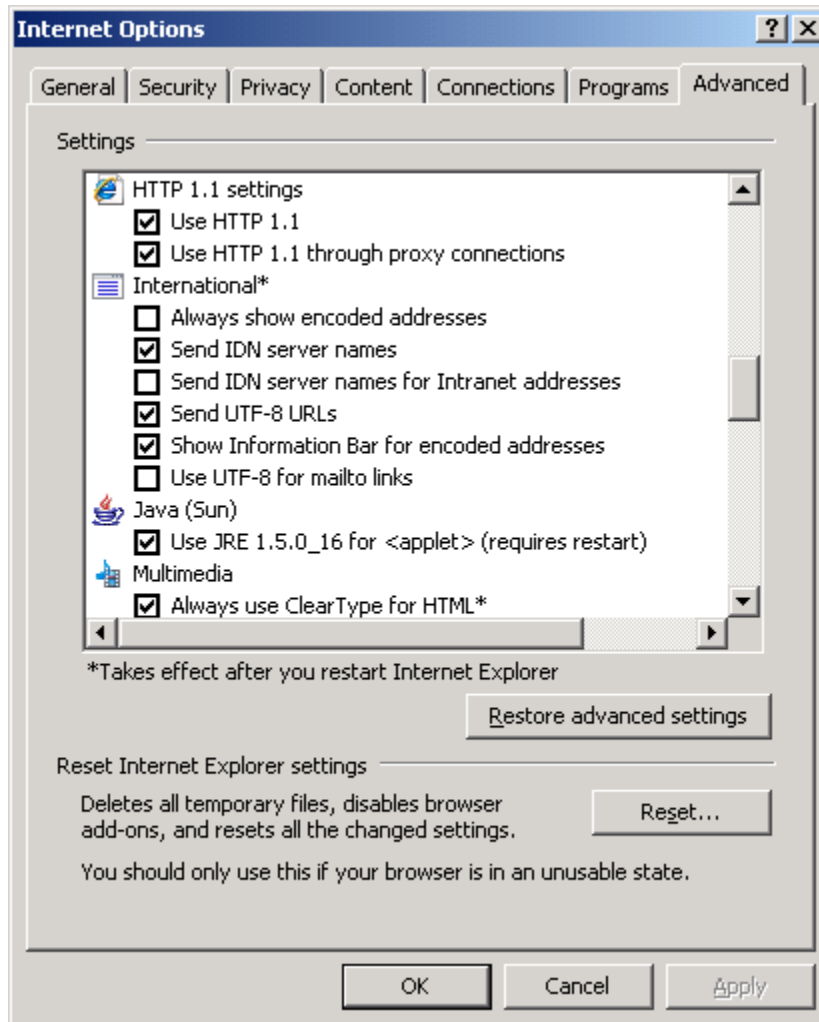 Internet Options
General Security Privacy Content Connections Programs Advanced
Settings
HTTP 1.1 settings
Use HTTP 1.1
Use HTTP 1.1 through proxy connections
International*
Always show encoded addresses
Send IDN server names
Send IDN server names for Intranet addresses
Send UTF-8 URLs
Show Information Bar for encoded addresses
Use UTF-8 for mailto links
Java (Sun)
Use JRE 1.5.0_16 for <applet> (requires restart)
Multimedia
Always use ClearType for HTML*
*Takes effect after you restart Internet Explorer
Restore advanced settings
Reset Internet Explorer settings
Deletes all temporary files, disables browser
add-ons, and resets all the changed settings.
Reset...
You should only use this if your browser is in an unusable state.
OK Cancel Apply